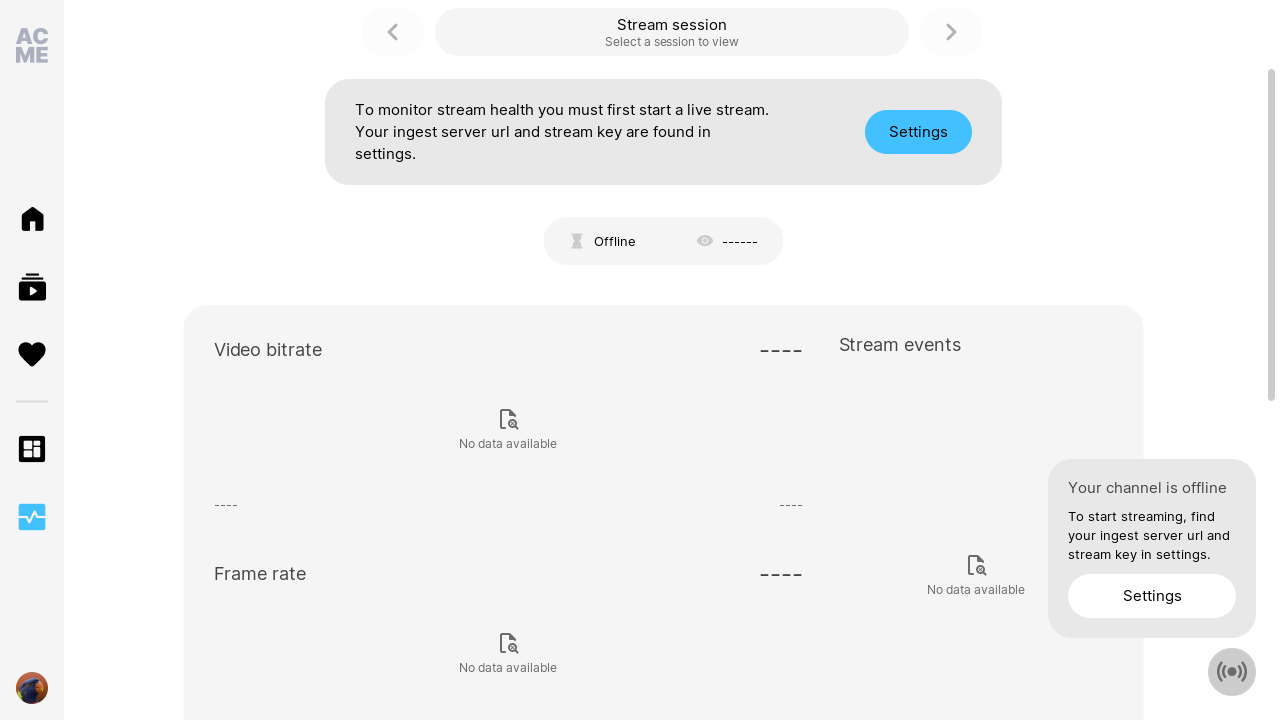 AC
ME
Stream session
Select a session to view
To monitor stream health you must first start a live stream.
Your ingest server url and stream key are found in
settings.
Settings
Offline
------
Video bitrate
----
Stream events
No data available
----
----
Frame rate
----
No data available
No data available
Your channel is offline
To start streaming, find
your ingest server url and
stream key in settings.
Settings